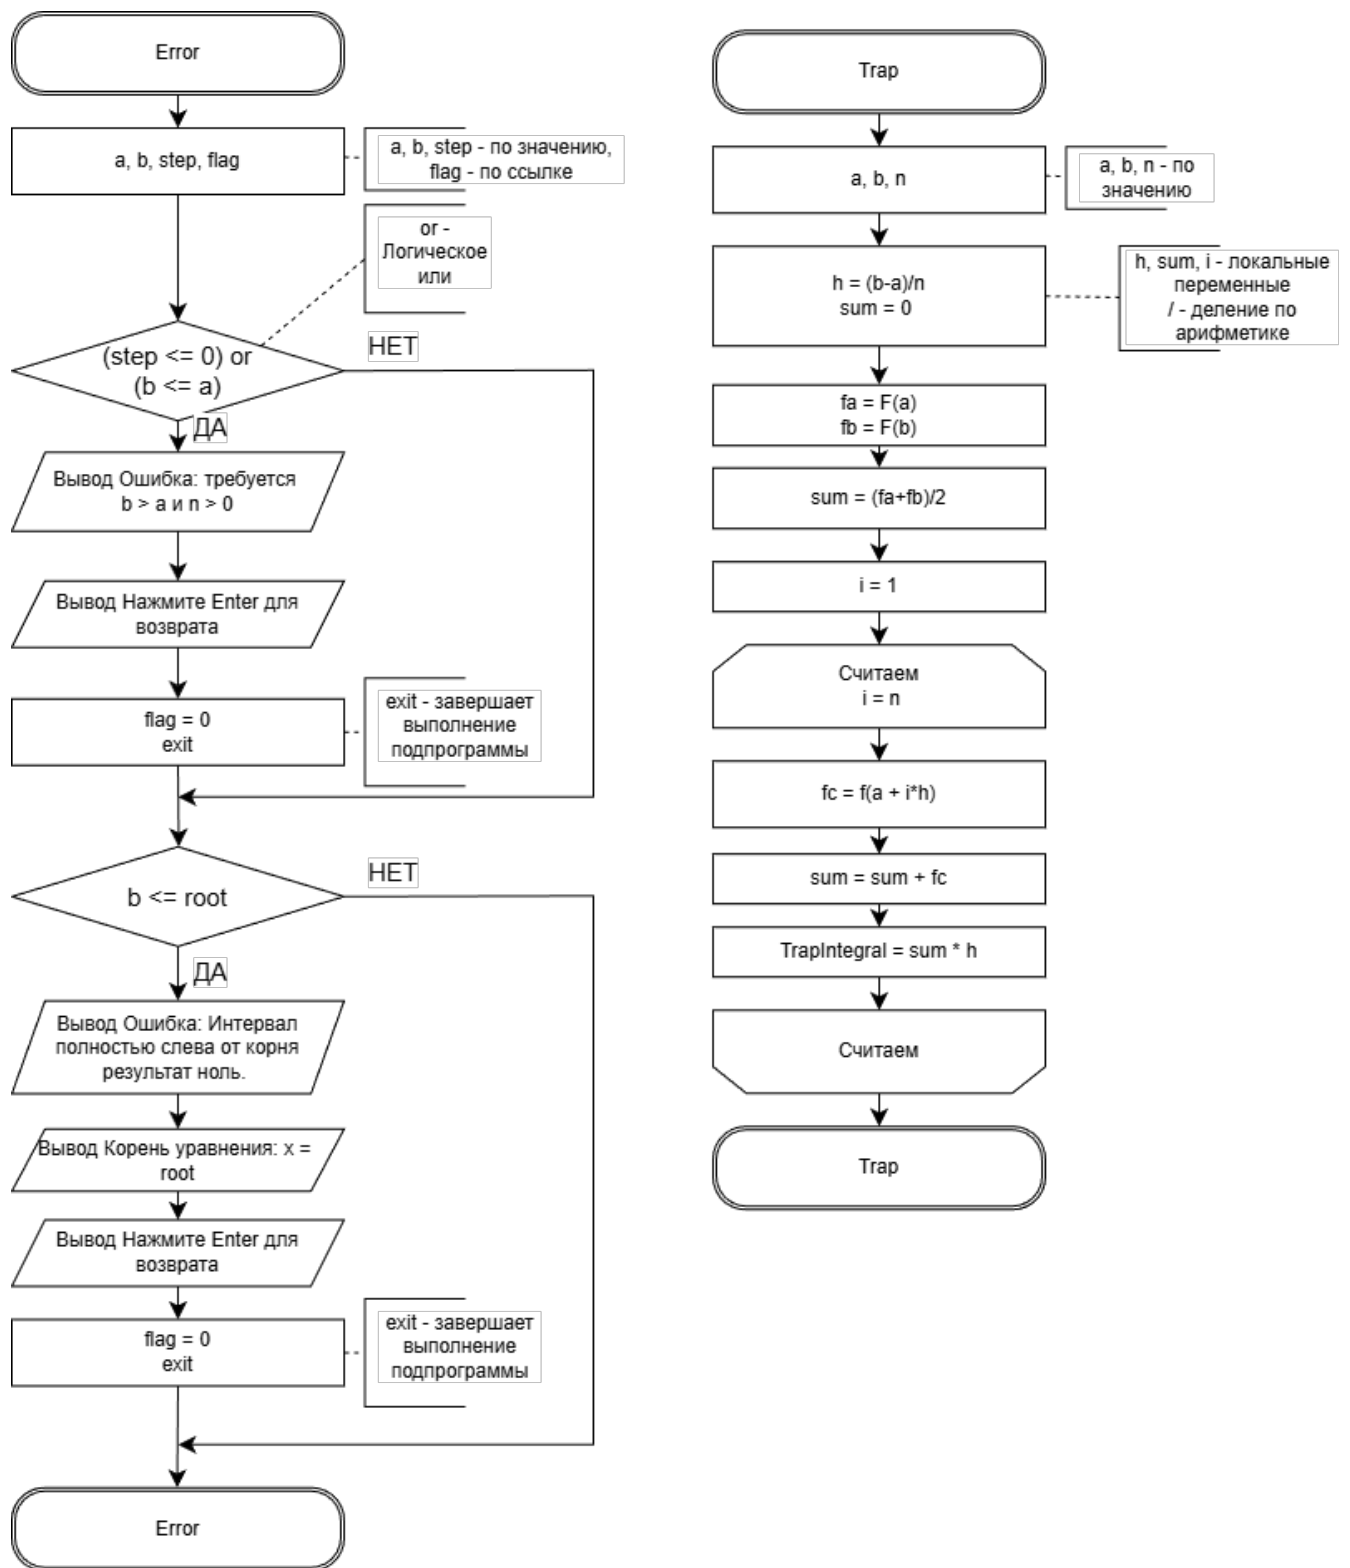 Error
a, b, step, flag
a, b, step - по значению,
flag - по ссылке
or -
Логическое
или
(step <= 0) or
(b <= a)
НЕТ
ДА
Вывод Ошибка: требуется
b > a и n > 0
Вывод Нажмите Enter для
возврата
flag = 0
exit
exit - завершает
выполнение
подпрограммы
b <= root
НЕТ
ДА
Вывод Ошибка: Интервал
полностью слева от корня
результат ноль.
Вывод Корень уравнения: x =
root
Вывод Нажмите Enter для
возврата
flag = 0
exit
exit - завершает
выполнение
подпрограммы
Error
Trap
a, b, n
a, b, n - по
значению
h = (b-a)/n
sum = 0
h, sum, i - локальные
переменные
/ - деление по
арифметике
fa = F(a)
fb = F(b)
sum = (fa+fb)/2
i = 1
Считаем
i = n
fc = f(a + i*h)
sum = sum + fc
TrapIntegral = sum * h
Считаем
Trap